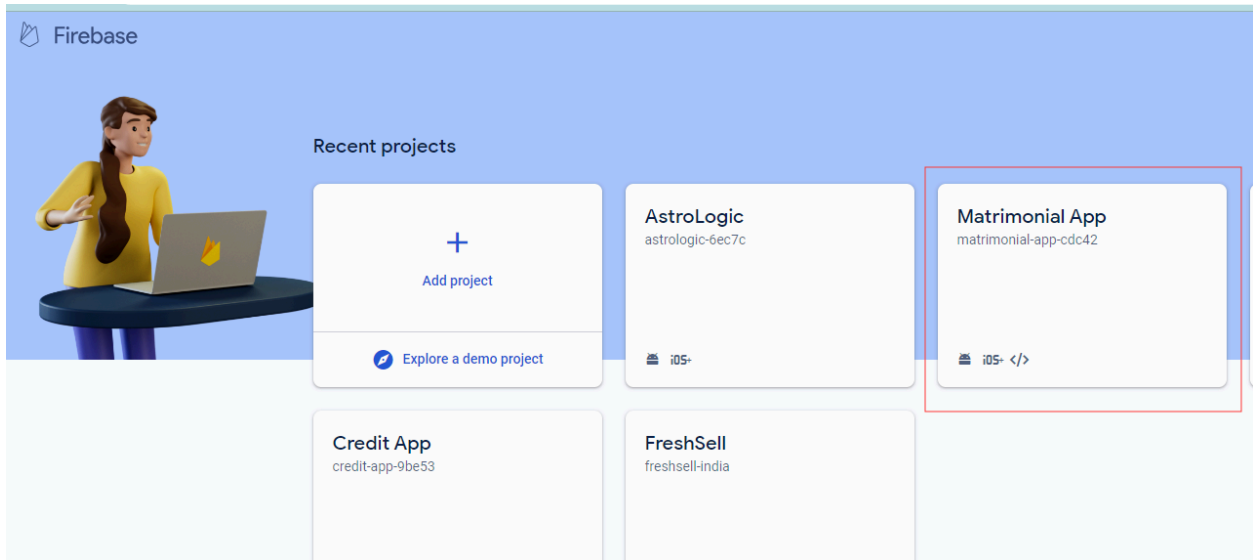 Firebase
Recent projects
Add project
Explore a demo project
AstroLogic
astrologic-6ec7c
iOS+
Matrimonial App
matrimonial-app-cdc42
iOS+ </>
Credit App
credit-app-9be53
FreshSell
freshsell-india